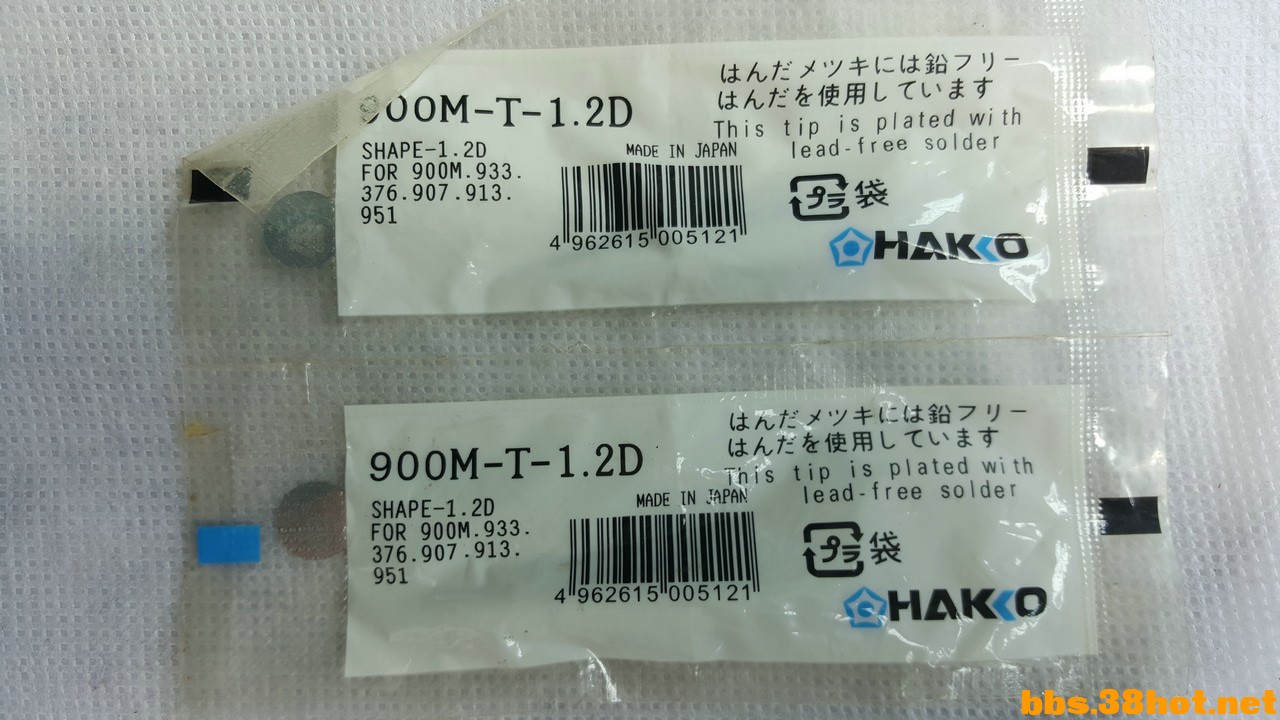 900M-T-1.2D
SHAPE-1.2D
FOR 900M.933.
376.907.913.
951
MADE IN JAPAN
4 962615 005121
はんだメツキには鉛フリー
はんだを使用しています
This tip is plated with
lead-free solder
プラ 袋
HAKKO
900M-T-1.2D
SHAPE-1.2D
FOR 900M.933.
376.907.913.
951
MADE IN JAPAN
4 962615 005121
はんだメツキには鉛フリー
はんだを使用しています
This tip is plated with
lead-free solder
プラ 袋
HAKKO
bbs.38hot.net